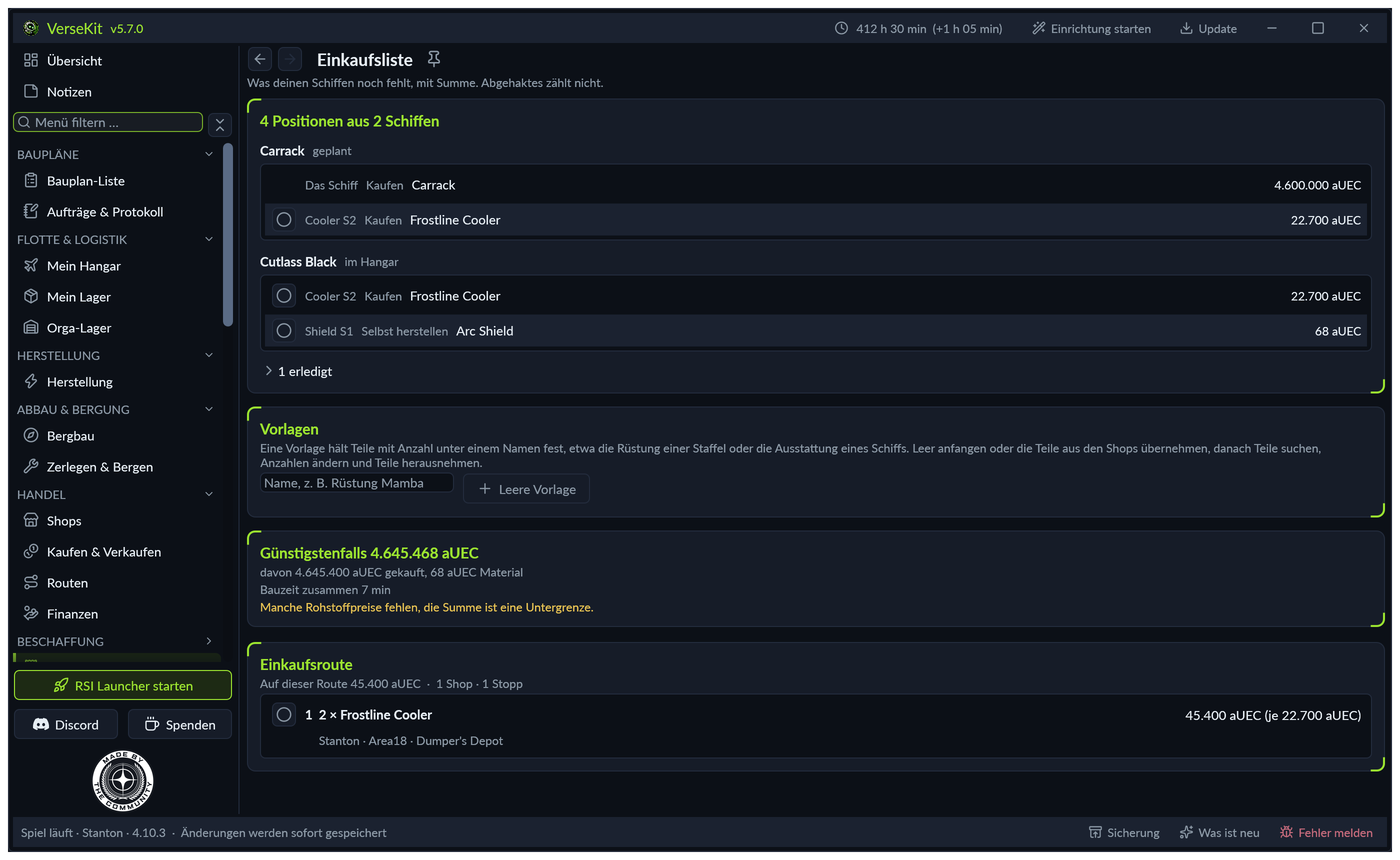 VerseKit v5.7.0
412 h 30 min (+1 h 05 min)
Einrichtung starten
Update
Übersicht
Notizen
Menü filtern ...
BAUPLÄNE
Bauplan-Liste
Aufträge & Protokoll
FLOTTE & LOGISTIK
Mein Hangar
Mein Lager
Orga-Lager
HERSTELLUNG
Herstellung
ABBAU & BERGUNG
Bergbau
Zerlegen & Bergen
HANDEL
Shops
Kaufen & Verkaufen
Routen
Finanzen
BESCHAFFUNG
RSI Launcher starten
Discord
Spenden
MADE BY
THE COMMUNITY
Einkaufsliste
Was deinen Schiffen noch fehlt, mit Summe. Abgehaktes zählt nicht.
4 Positionen aus 2 Schiffen
Carrack geplant
Das Schiff Kaufen Carrack 4.600.000 aUEC
Cooler S2 Kaufen Frostline Cooler 22.700 aUEC
Cutlass Black im Hangar
Cooler S2 Kaufen Frostline Cooler 22.700 aUEC
Shield S1 Selbst herstellen Arc Shield 68 aUEC
1 erledigt
Vorlagen
Eine Vorlage hält Teile mit Anzahl unter einem Namen fest, etwa die Rüstung einer Staffel oder die Ausstattung eines Schiffs. Leer anfangen oder die Teile aus den Shops übernehmen, danach Teile suchen,
Anzahlen ändern und Teile herausnehmen.
Name, z. B. Rüstung Mamba
Leere Vorlage
Günstigstenfalls 4.645.468 aUEC
davon 4.645.400 aUEC gekauft, 68 aUEC Material
Bauzeit zusammen 7 min
Manche Rohstoffpreise fehlen, die Summe ist eine Untergrenze.
Einkaufsroute
Auf dieser Route 45.400 aUEC · 1 Shop · 1 Stopp
1 2 × Frostline Cooler 45.400 aUEC (je 22.700 aUEC)
Stanton · Area18 · Dumper's Depot
Spiel läuft · Stanton · 4.10.3 · Änderungen werden sofort gespeichert
Sicherung
Was ist neu
Fehler melden